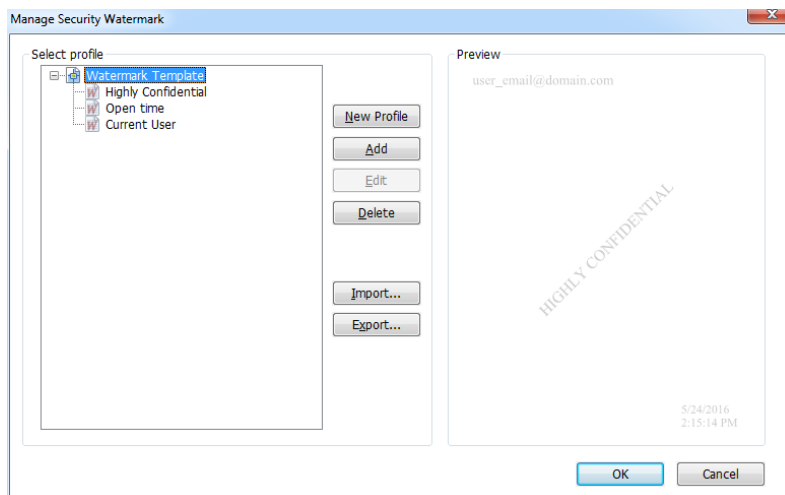 Manage Security Watermark
Select profile
Watermark Template
Highly Confidential
Open time
Current User
New Profile
Add
Edit
Delete
Import...
Export...
Preview
user_email@domain.com
HIGHLY CONFIDENTIAL
5/24/2016
2:15:14 PM
OK
Cancel